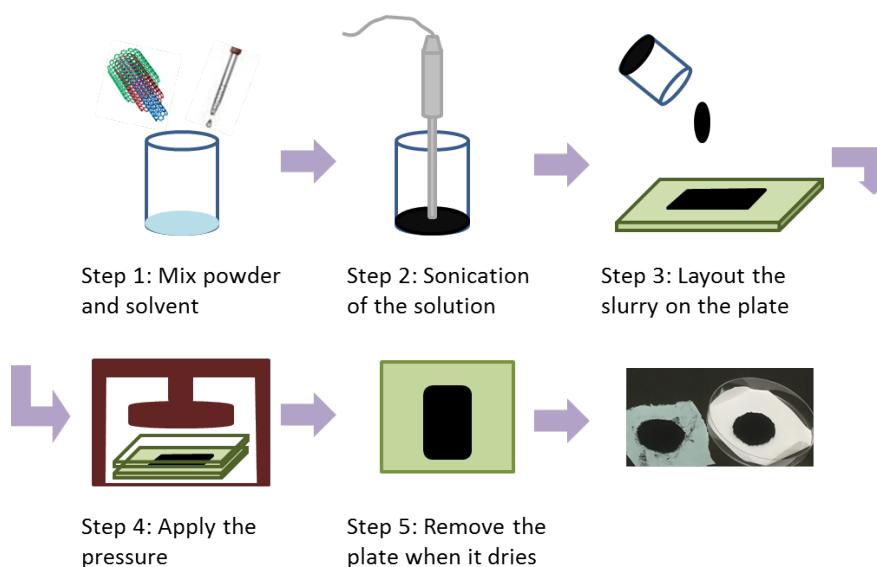 Step 1: Mix powder
and solvent
Step 2: Sonication
of the solution
Step 3: Layout the
slurry on the plate
Step 4: Apply the
pressure
Step 5: Remove the
plate when it dries